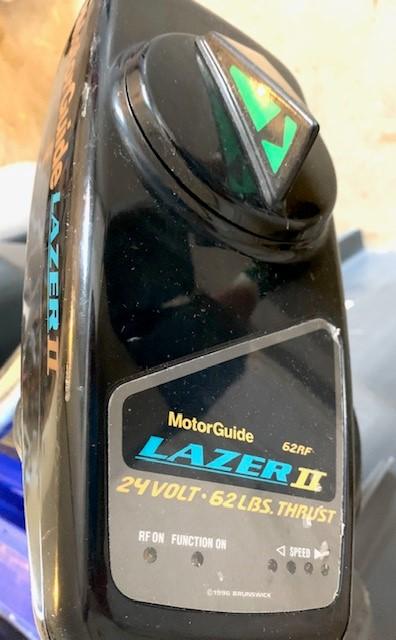 MotorGuide LAZER II
MotorGuide 62RF
LAZER II
24 VOLT · 62 LBS. THRUST
RF ON FUNCTION ON ◁ SPEED ▶
©1996 BRUNSWICK